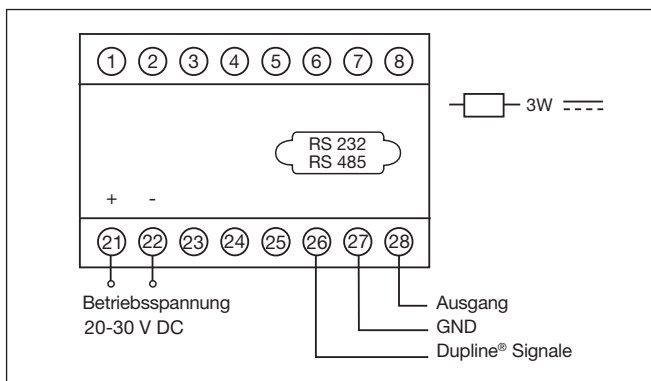 1 2 3 4 5 6 7 8
3W
RS 232
RS 485
+ -
21 22 23 24 25 26 27 28
Betriebsspannung
20-30 V DC
Ausgang
GND
Dupline® Signale